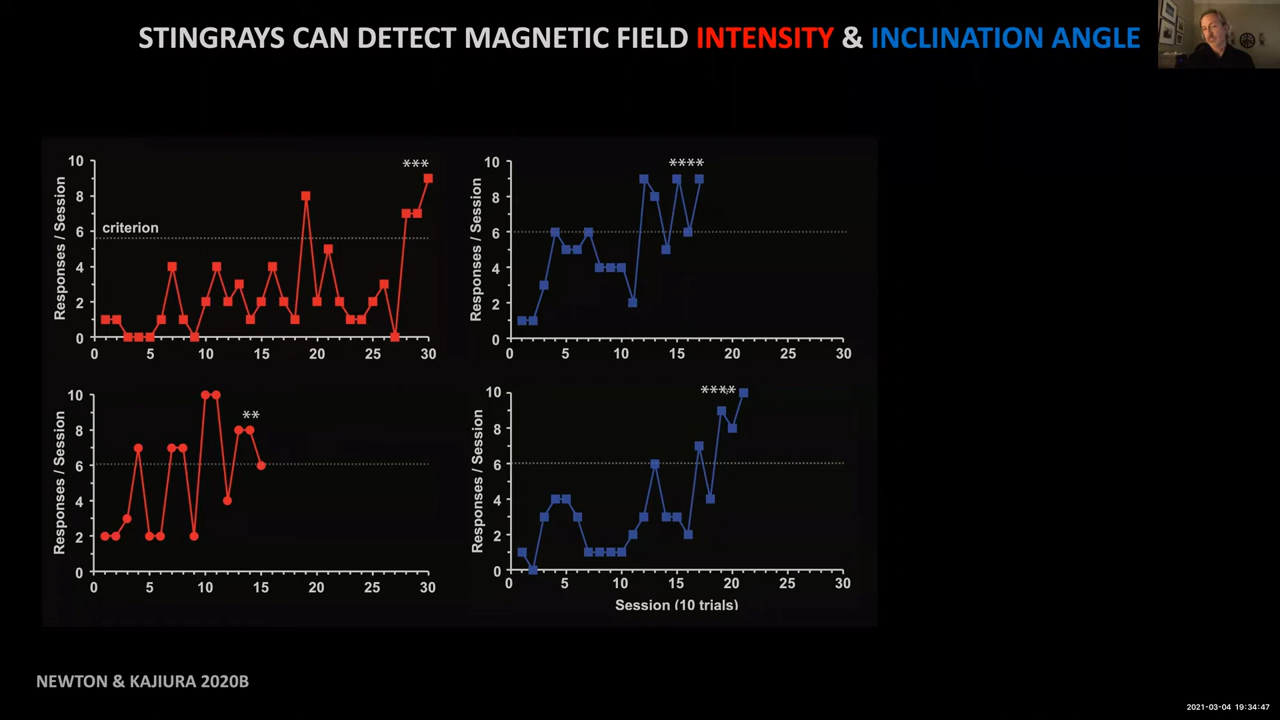 STINGRAYS CAN DETECT MAGNETIC FIELD INTENSITY & INCLINATION ANGLE
10
8
6
4
2
0
Responses / Session
criterion
***
0 5 10 15 20 25 30
10
8
6
4
2
0
Responses / Session
****
0 5 10 15 20 25 30
10
8
6
4
2
0
Responses / Session
**
0 5 10 15 20 25 30
10
8
6
4
2
0
Responses / Session
****
0 5 10 15 20 25 30
Session (10 trials)
NEWTON & KAJIURA 2020B
2021-03-04 19:34:47